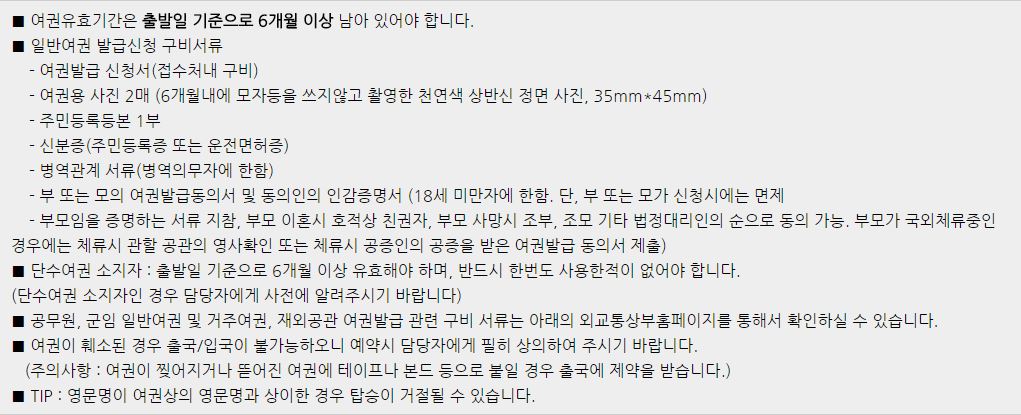 ■ 여권유효기간은 출발일 기준으로 6개월 이상 남아 있어야 합니다.
■ 일반여권 발급신청 구비서류
- 여권발급 신청서(접수처내 구비)
- 여권용 사진 2매 (6개월내에 모자등을 쓰지않고 촬영한 천연색 상반신 정면 사진, 35mm*45mm)
- 주민등록등본 1부
- 신분증(주민등록증 또는 운전면허증)
- 병역관계 서류(병역의무자에 한함)
- 부 또는 모의 여권발급동의서 및 동의인의 인감증명서 (18세 미만자에 한함. 단, 부 또는 모가 신청시에는 면제
- 부모임을 증명하는 서류 지참, 부모 이혼시 호적상 친권자, 부모 사망시 조부, 조모 기타 법정대리인의 순으로 동의 가능. 부모가 국외체류중인
경우에는 체류시 관할 공관의 영사확인 또는 체류시 공증인의 공증을 받은 여권발급 동의서 제출)
■ 단수여권 소지자 : 출발일 기준으로 6개월 이상 유효해야 하며, 반드시 한번도 사용한적이 없어야 합니다.
(단수여권 소지자인 경우 담당자에게 사전에 알려주시기 바랍니다)
■ 공무원, 군임 일반여권 및 거주여권, 재외공관 여권발급 관련 구비 서류는 아래의 외교통상부홈페이지를 통해서 확인하실 수 있습니다.
■ 여권이 훼소된 경우 출국/입국이 불가능하오니 예약시 담당자에게 필히 상의하여 주시기 바랍니다.
(주의사항 : 여권이 찢어지거나 뜯어진 여권에 테이프나 본드 등으로 붙일 경우 출국에 제약을 받습니다.)
■ TIP : 영문명이 여권상의 영문명과 상이한 경우 탑승이 거절될 수 있습니다.